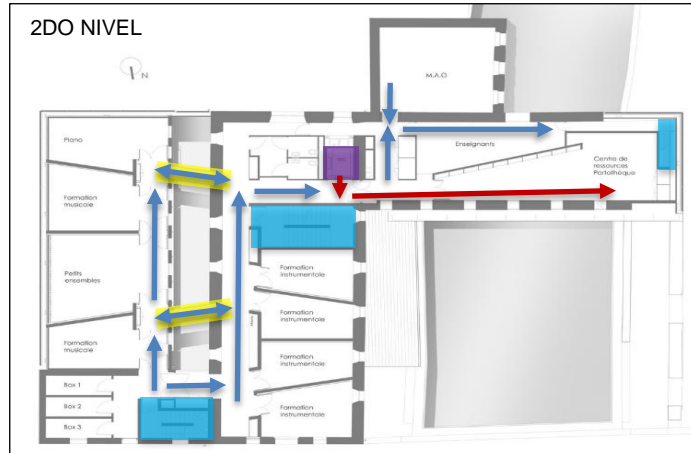 2DO NIVEL
N
M.A.O
Piano
Enseignants
Centre de
ressources
Partothèque
Formation
musicale
Formation
instrumentale
Petits
ensembles
Formation
instrumentale
Formation
musicale
Formation
instrumentale
Box 1
Box 2
Box 3
Formation
instrumentale